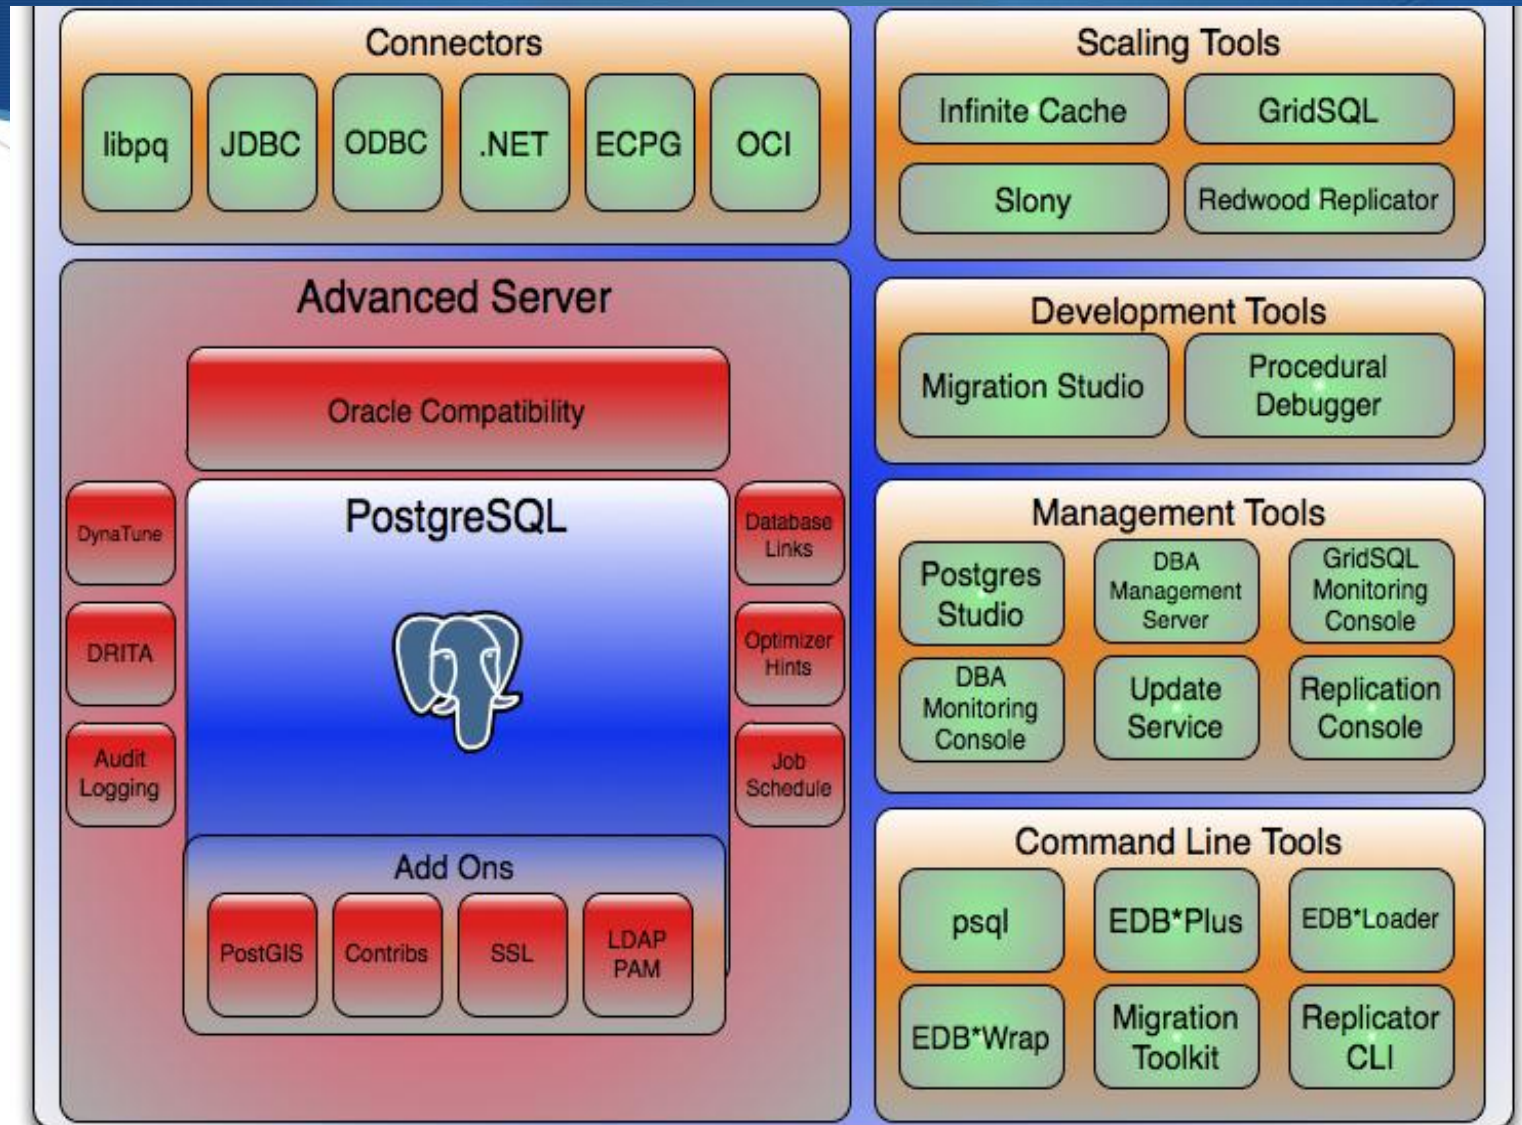 Connectors
libpq
JDBC
ODBC
.NET
ECPG
OCI
Advanced Server
Oracle Compatibility
PostgreSQL
DynaTune
DRITA
Audit
Logging
Database
Links
Optimizer
Hints
Job
Schedule
Add Ons
PostGIS
Contribs
SSL
LDAP
PAM
Scaling Tools
Infinite Cache
GridSQL
Slony
Redwood Replicator
Development Tools
Migration Studio
Procedural
Debugger
Management Tools
Postgres
Studio
DBA
Management
Server
GridSQL
Monitoring
Console
DBA
Monitoring
Console
Update
Service
Replication
Console
Command Line Tools
psql
EDB*Plus
EDB*Loader
EDB*Wrap
Migration
Toolkit
Replicator
CLI